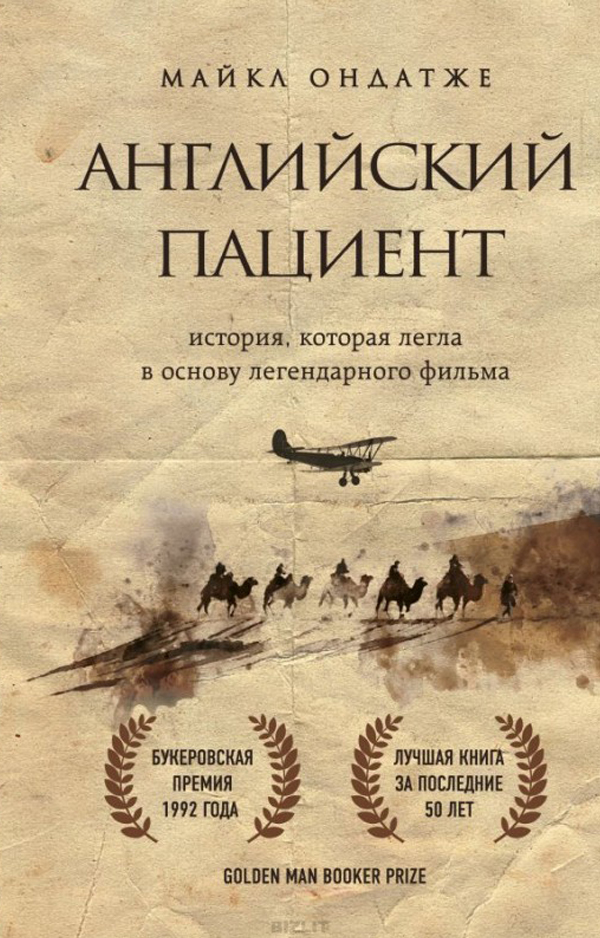 МАЙКЛ ОНДАТЖЕ
АНГЛИЙСКИЙ
ПАЦИЕНТ
история, которая легла
в основу легендарного фильма
БУКЕРОВСКАЯ
ПРЕМИЯ
1992 ГОДА
ЛУЧШАЯ КНИГА
ЗА ПОСЛЕДНИЕ
50 ЛЕТ
GOLDEN MAN BOOKER PRIZE
BIZLIT